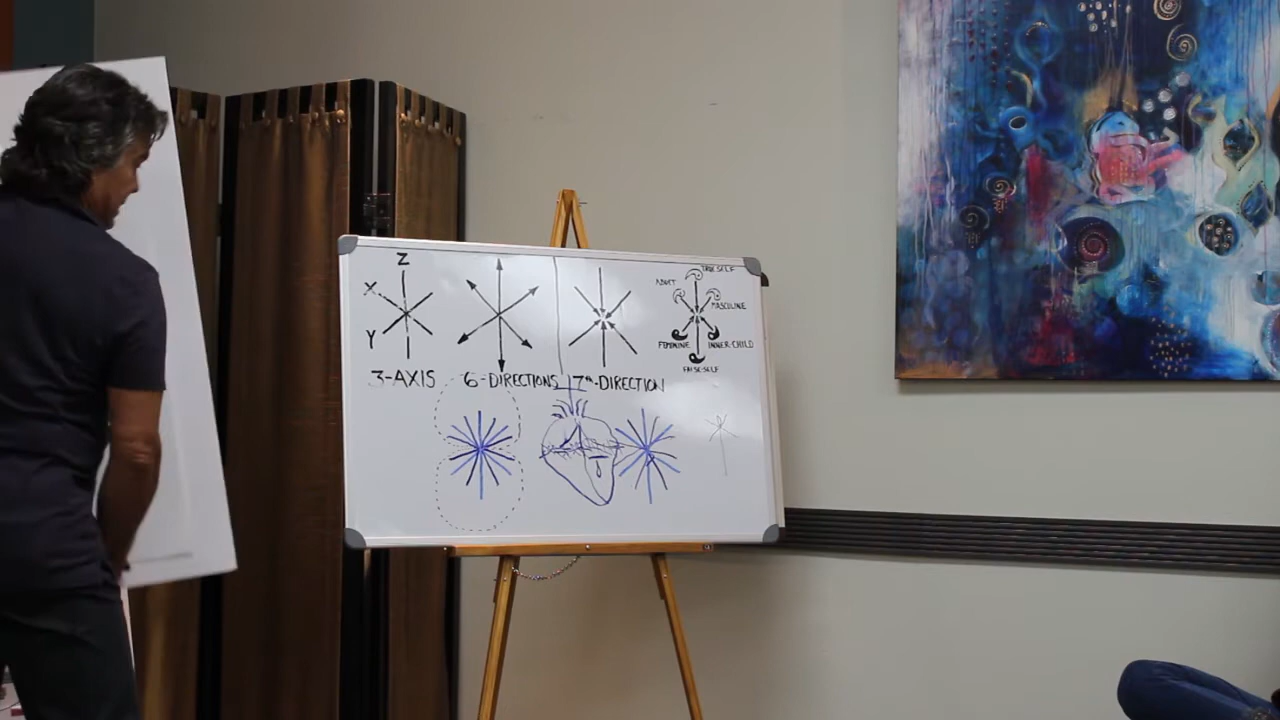 Z
X
Y
3-AXIS
6-DIRECTIONS
7TH-DIRECTION
TRUE SELF
ADULT
MASCULINE
FEMININE
INNER-CHILD
FALSE-SELF